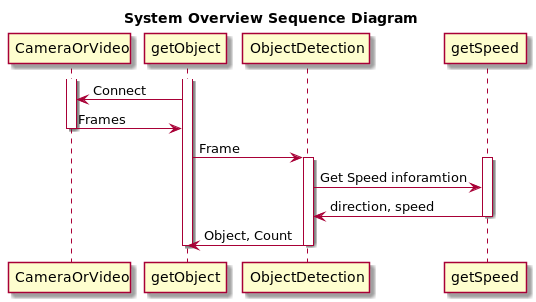 System Overview Sequence Diagram
CameraOrVideo getObject ObjectDetection getSpeed
Connect
Frames
Frame
Get Speed inforamtion
direction, speed
Object, Count
CameraOrVideo getObject ObjectDetection getSpeed